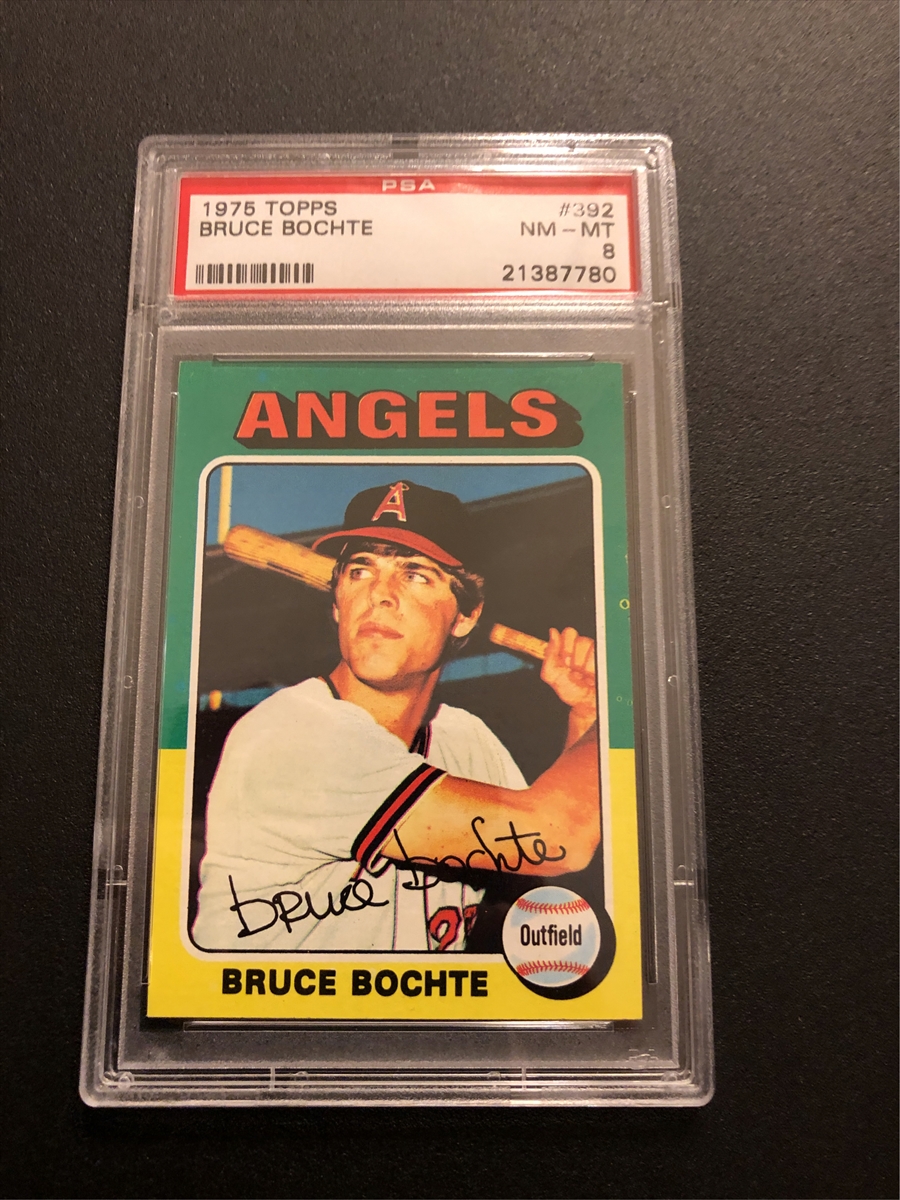 PSA
1975 TOPPS #392
BRUCE BOCHTE NM - MT
8
21387780
ANGELS
A
Bruce Bochte
Outfield
BRUCE BOCHTE